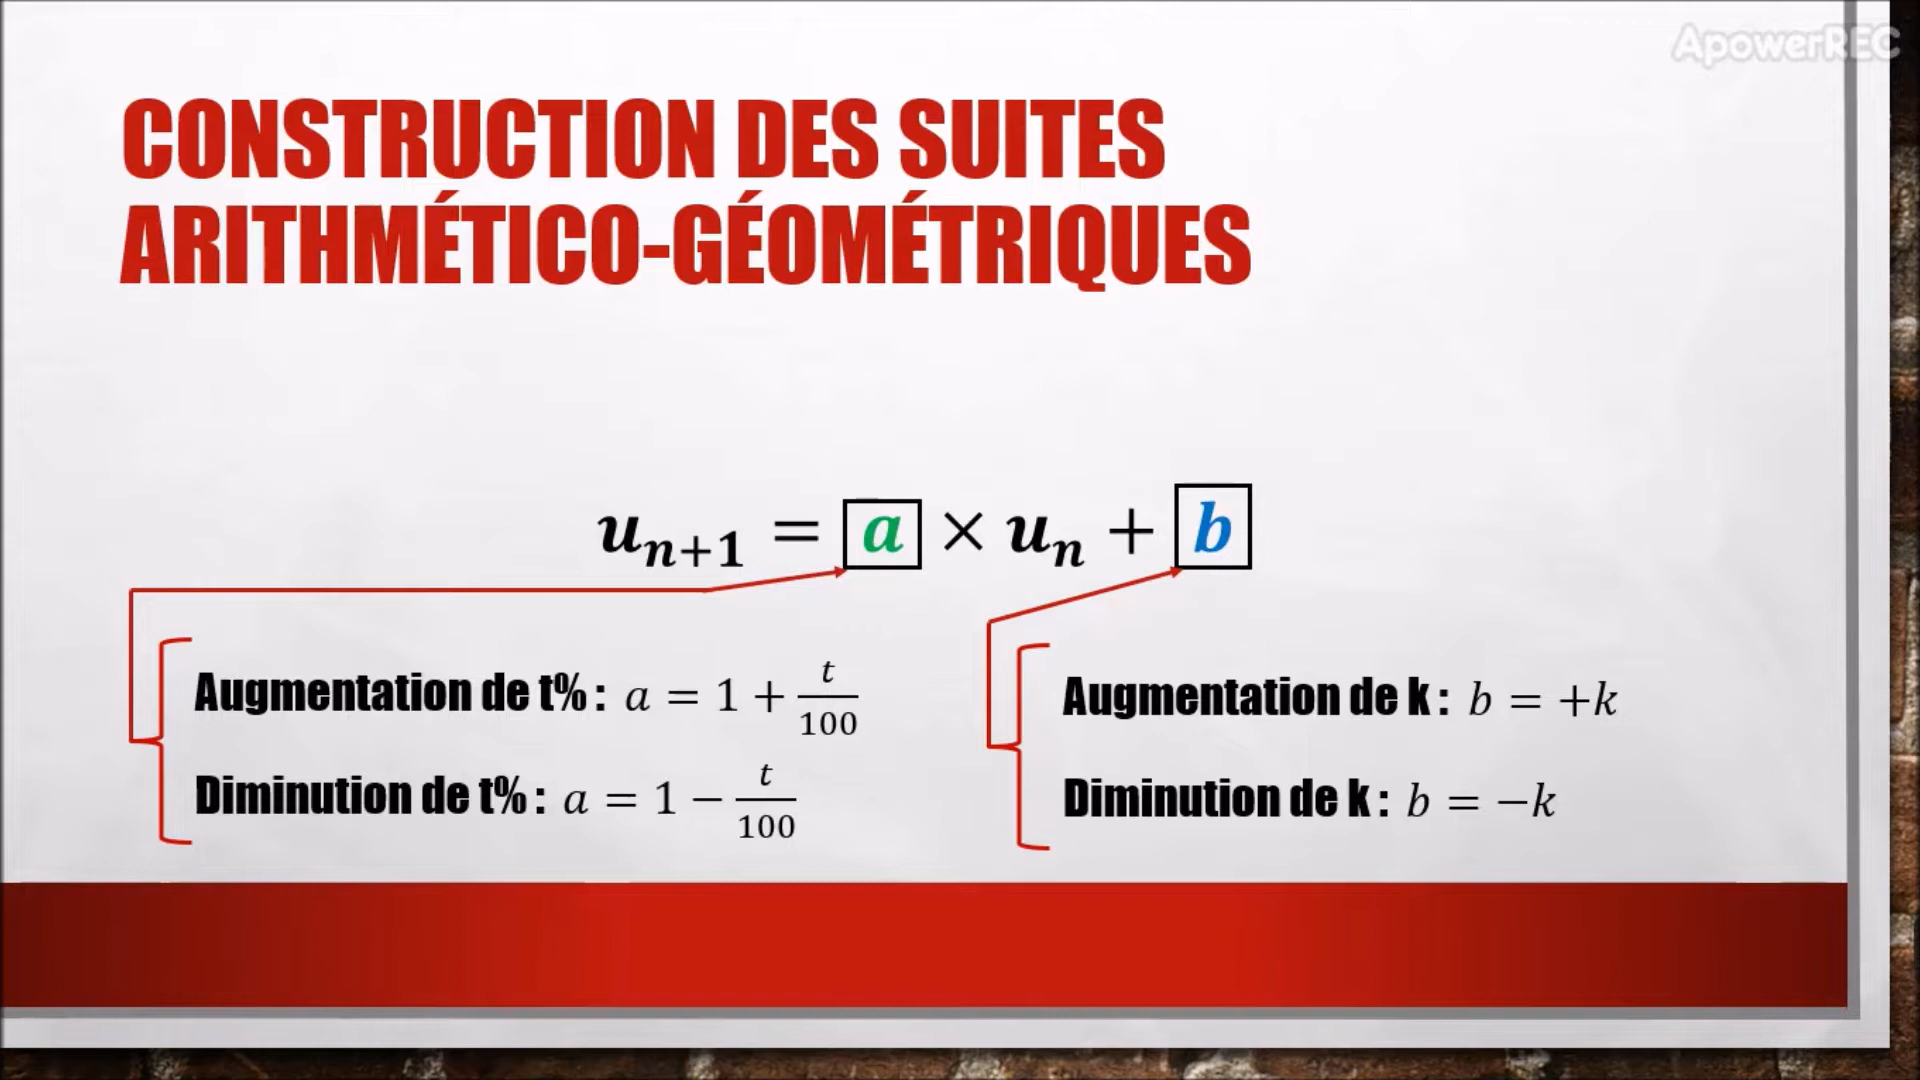 ApowerREC
CONSTRUCTION DES SUITES
ARITHMÉTICO-GÉOMÉTRIQUES
u_{n+1} = a × u_n + b
Augmentation de t% : a = 1 + t/100
Diminution de t% : a = 1 − t/100
Augmentation de k : b = +k
Diminution de k : b = −k